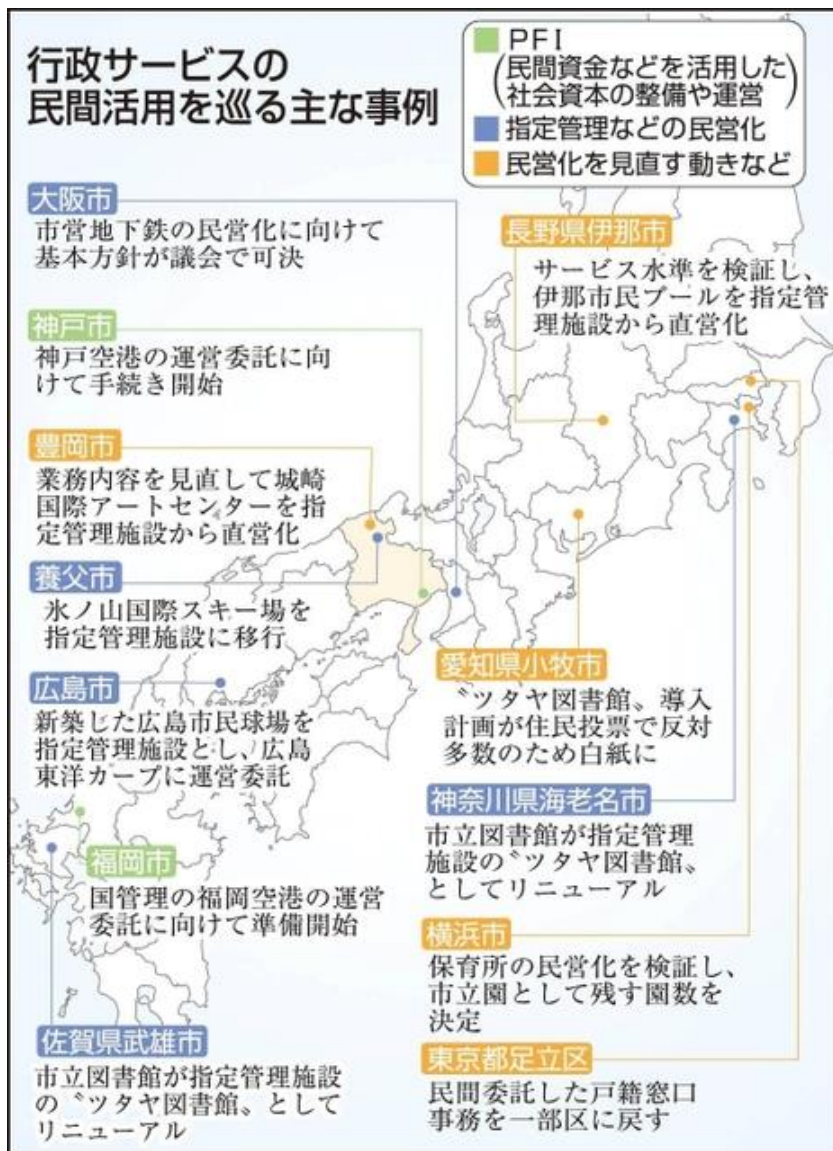 行政サービスの
民間活用を巡る主な事例
PFI
(民間資金などを活用した
社会資本の整備や運営)
指定管理などの民営化
民営化を見直す動きなど
大阪市
市営地下鉄の民営化に向けて
基本方針が議会で可決
神戸市
神戸空港の運営委託に向
けて手続き開始
豊岡市
業務内容を見直して城崎
国際アートセンターを指
定管理施設から直営化
養父市
氷ノ山国際スキー場を
指定管理施設に移行
広島市
新築した広島市民球場を
指定管理施設とし、広島
東洋カープに運営委託
福岡市
国管理の福岡空港の運営
委託に向けて準備開始
佐賀県武雄市
市立図書館が指定管理施設
の〝ツタヤ図書館〟として
リニューアル
長野県伊那市
サービス水準を検証し、
伊那市民プールを指定管
理施設から直営化
愛知県小牧市
〝ツタヤ図書館〟導入
計画が住民投票で反対
多数のため白紙に
神奈川県海老名市
市立図書館が指定管理
施設の〝ツタヤ図書館〟
としてリニューアル
横浜市
保育所の民営化を検証し、
市立園として残す園数を
決定
東京都足立区
民間委託した戸籍窓口
事務を一部区に戻す